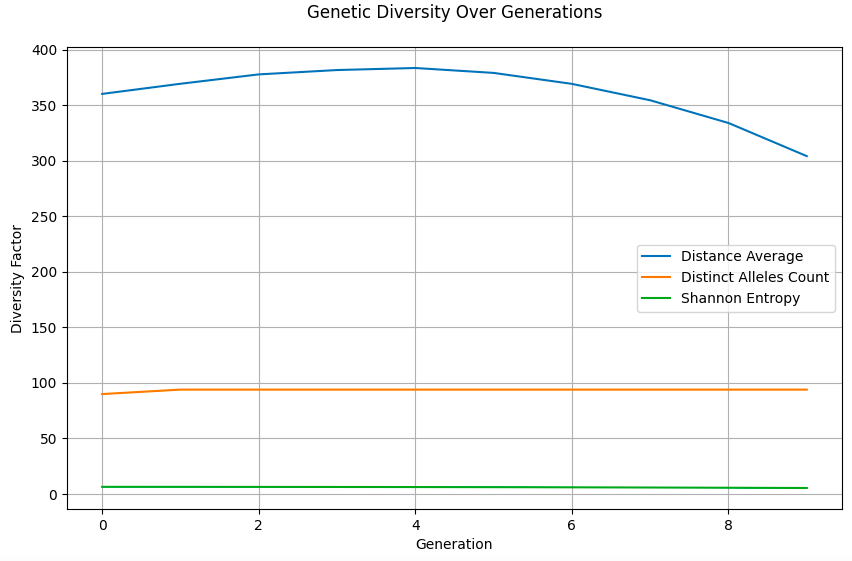 Genetic Diversity Over Generations
400
350
300
250
200
150
100
50
0
Diversity Factor
Distance Average
Distinct Alleles Count
Shannon Entropy
0 2 4 6 8
Generation